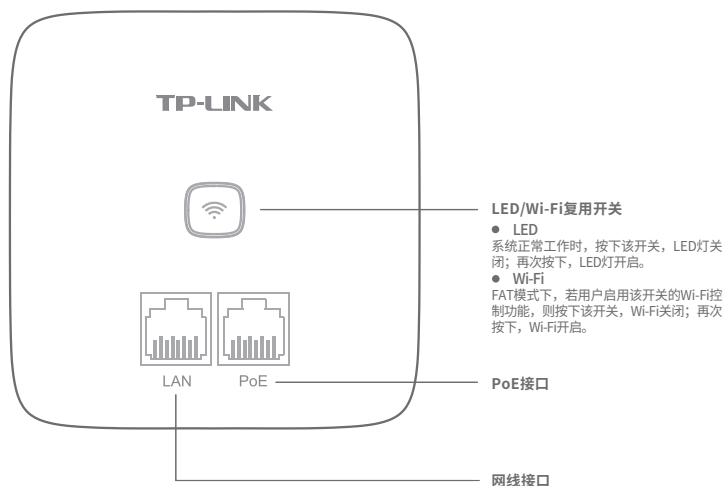 TP-LINK
LED/Wi-Fi复用开关
● LED
系统正常工作时，按下该开关，LED灯关
闭；再次按下，LED灯开启。
● Wi-Fi
FAT模式下，若用户启用该开关的Wi-Fi控
制功能，则按下该开关，Wi-Fi关闭；再次
按下，Wi-Fi开启。
LAN
PoE
PoE接口
网线接口